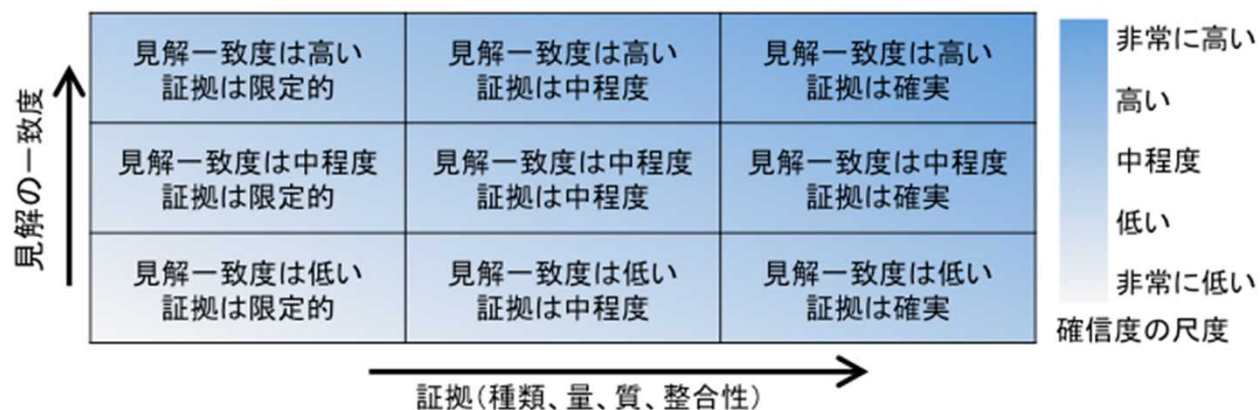 見解の一致度
見解一致度は高い
証拠は限定的
見解一致度は高い
証拠は中程度
見解一致度は高い
証拠は確実
見解一致度は中程度
証拠は限定的
見解一致度は中程度
証拠は中程度
見解一致度は中程度
証拠は確実
見解一致度は低い
証拠は限定的
見解一致度は低い
証拠は中程度
見解一致度は低い
証拠は確実
証拠(種類、量、質、整合性)
非常に高い
高い
中程度
低い
非常に低い
確信度の尺度